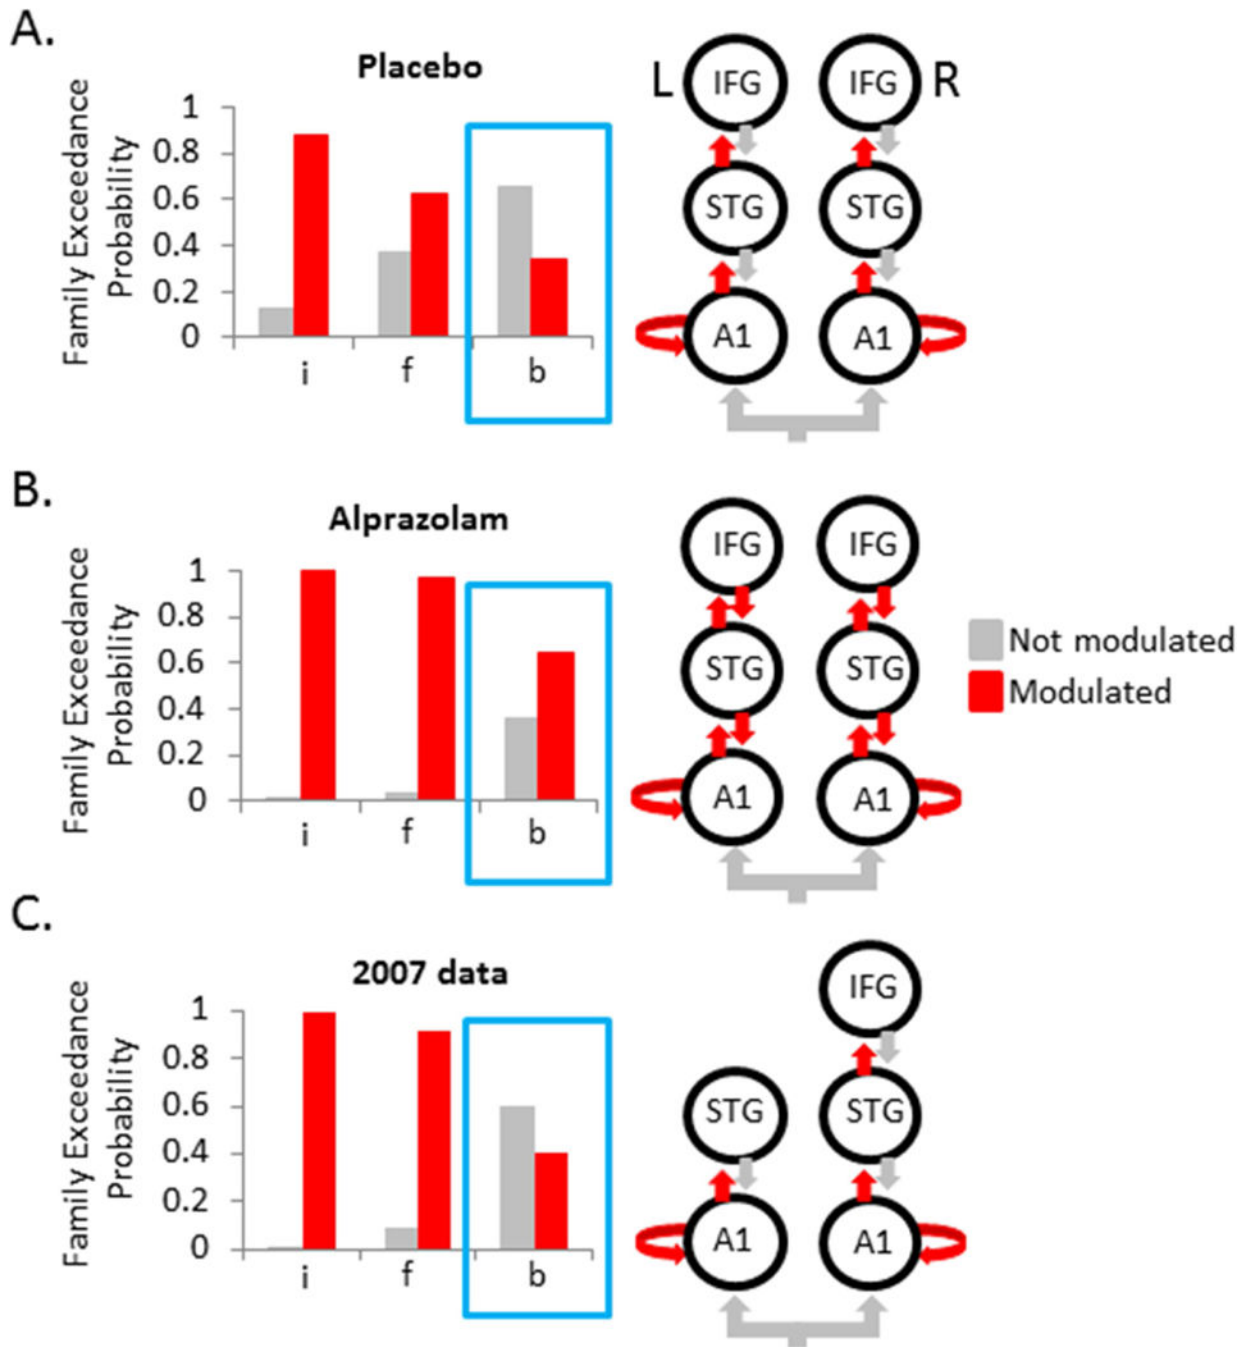 A.
Placebo
Family Exceedance
Probability
1
0.8
0.6
0.4
0.2
0
i f b
L IFG IFG R
STG STG
A1 A1
B.
Alprazolam
Family Exceedance
Probability
1
0.8
0.6
0.4
0.2
0
i f b
IFG IFG
STG STG
A1 A1
Not modulated
Modulated
C.
2007 data
Family Exceedance
Probability
1
0.8
0.6
0.4
0.2
0
i f b
IFG
STG STG
A1 A1